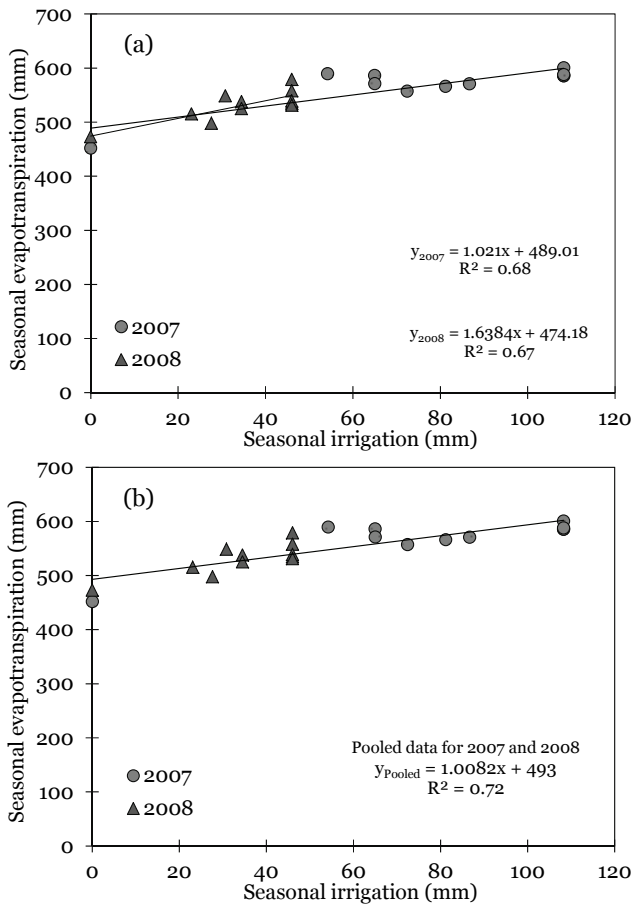 700
(a)
600
500
400
300
200
100
0
Seasonal evapotranspiration (mm)
y2007 = 1.021x + 489.01
R² = 0.68
2007
y2008 = 1.6384x + 474.18
2008
R² = 0.67
0 20 40 60 80 100 120
Seasonal irrigation (mm)
700
(b)
600
500
400
300
200
100
0
Seasonal evapotranspiration (mm)
Pooled data for 2007 and 2008
yPooled = 1.0082x + 493
R² = 0.72
2007
2008
0 20 40 60 80 100 120
Seasonal irrigation (mm)